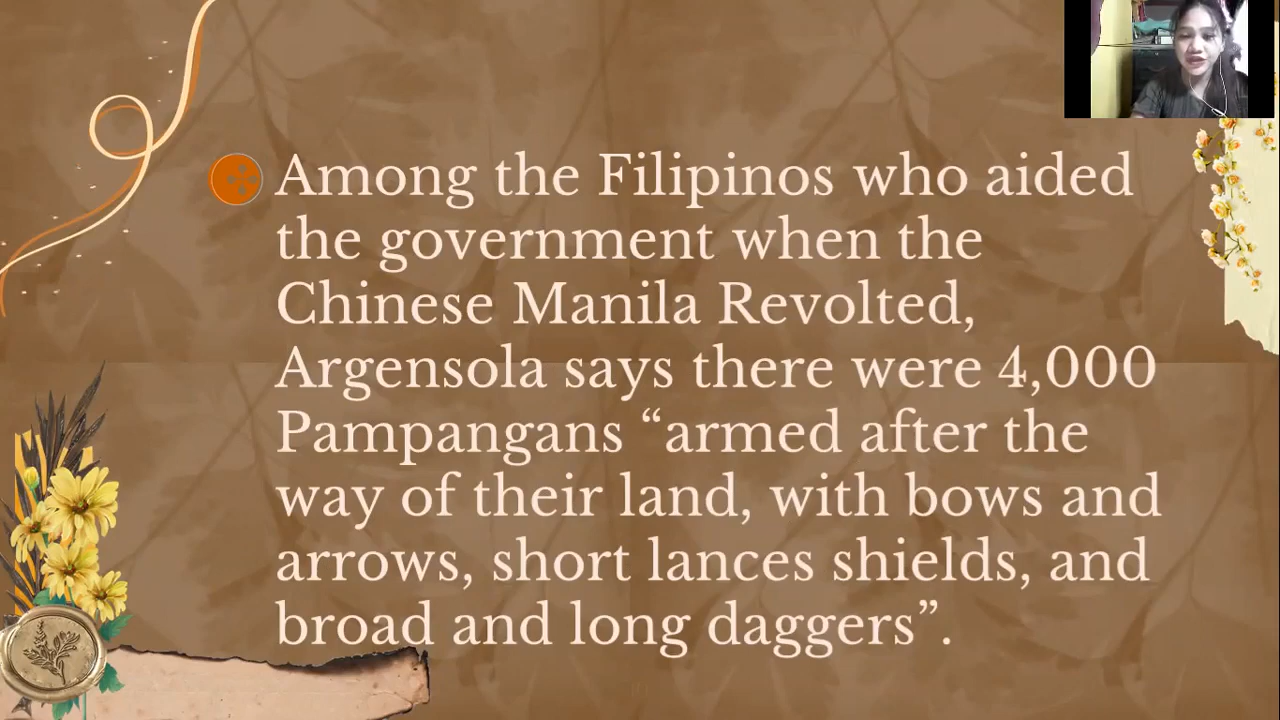 Among the Filipinos who aided
the government when the
Chinese Manila Revolted,
Argensola says there were 4,000
Pampangans “armed after the
way of their land, with bows and
arrows, short lances shields, and
broad and long daggers”.